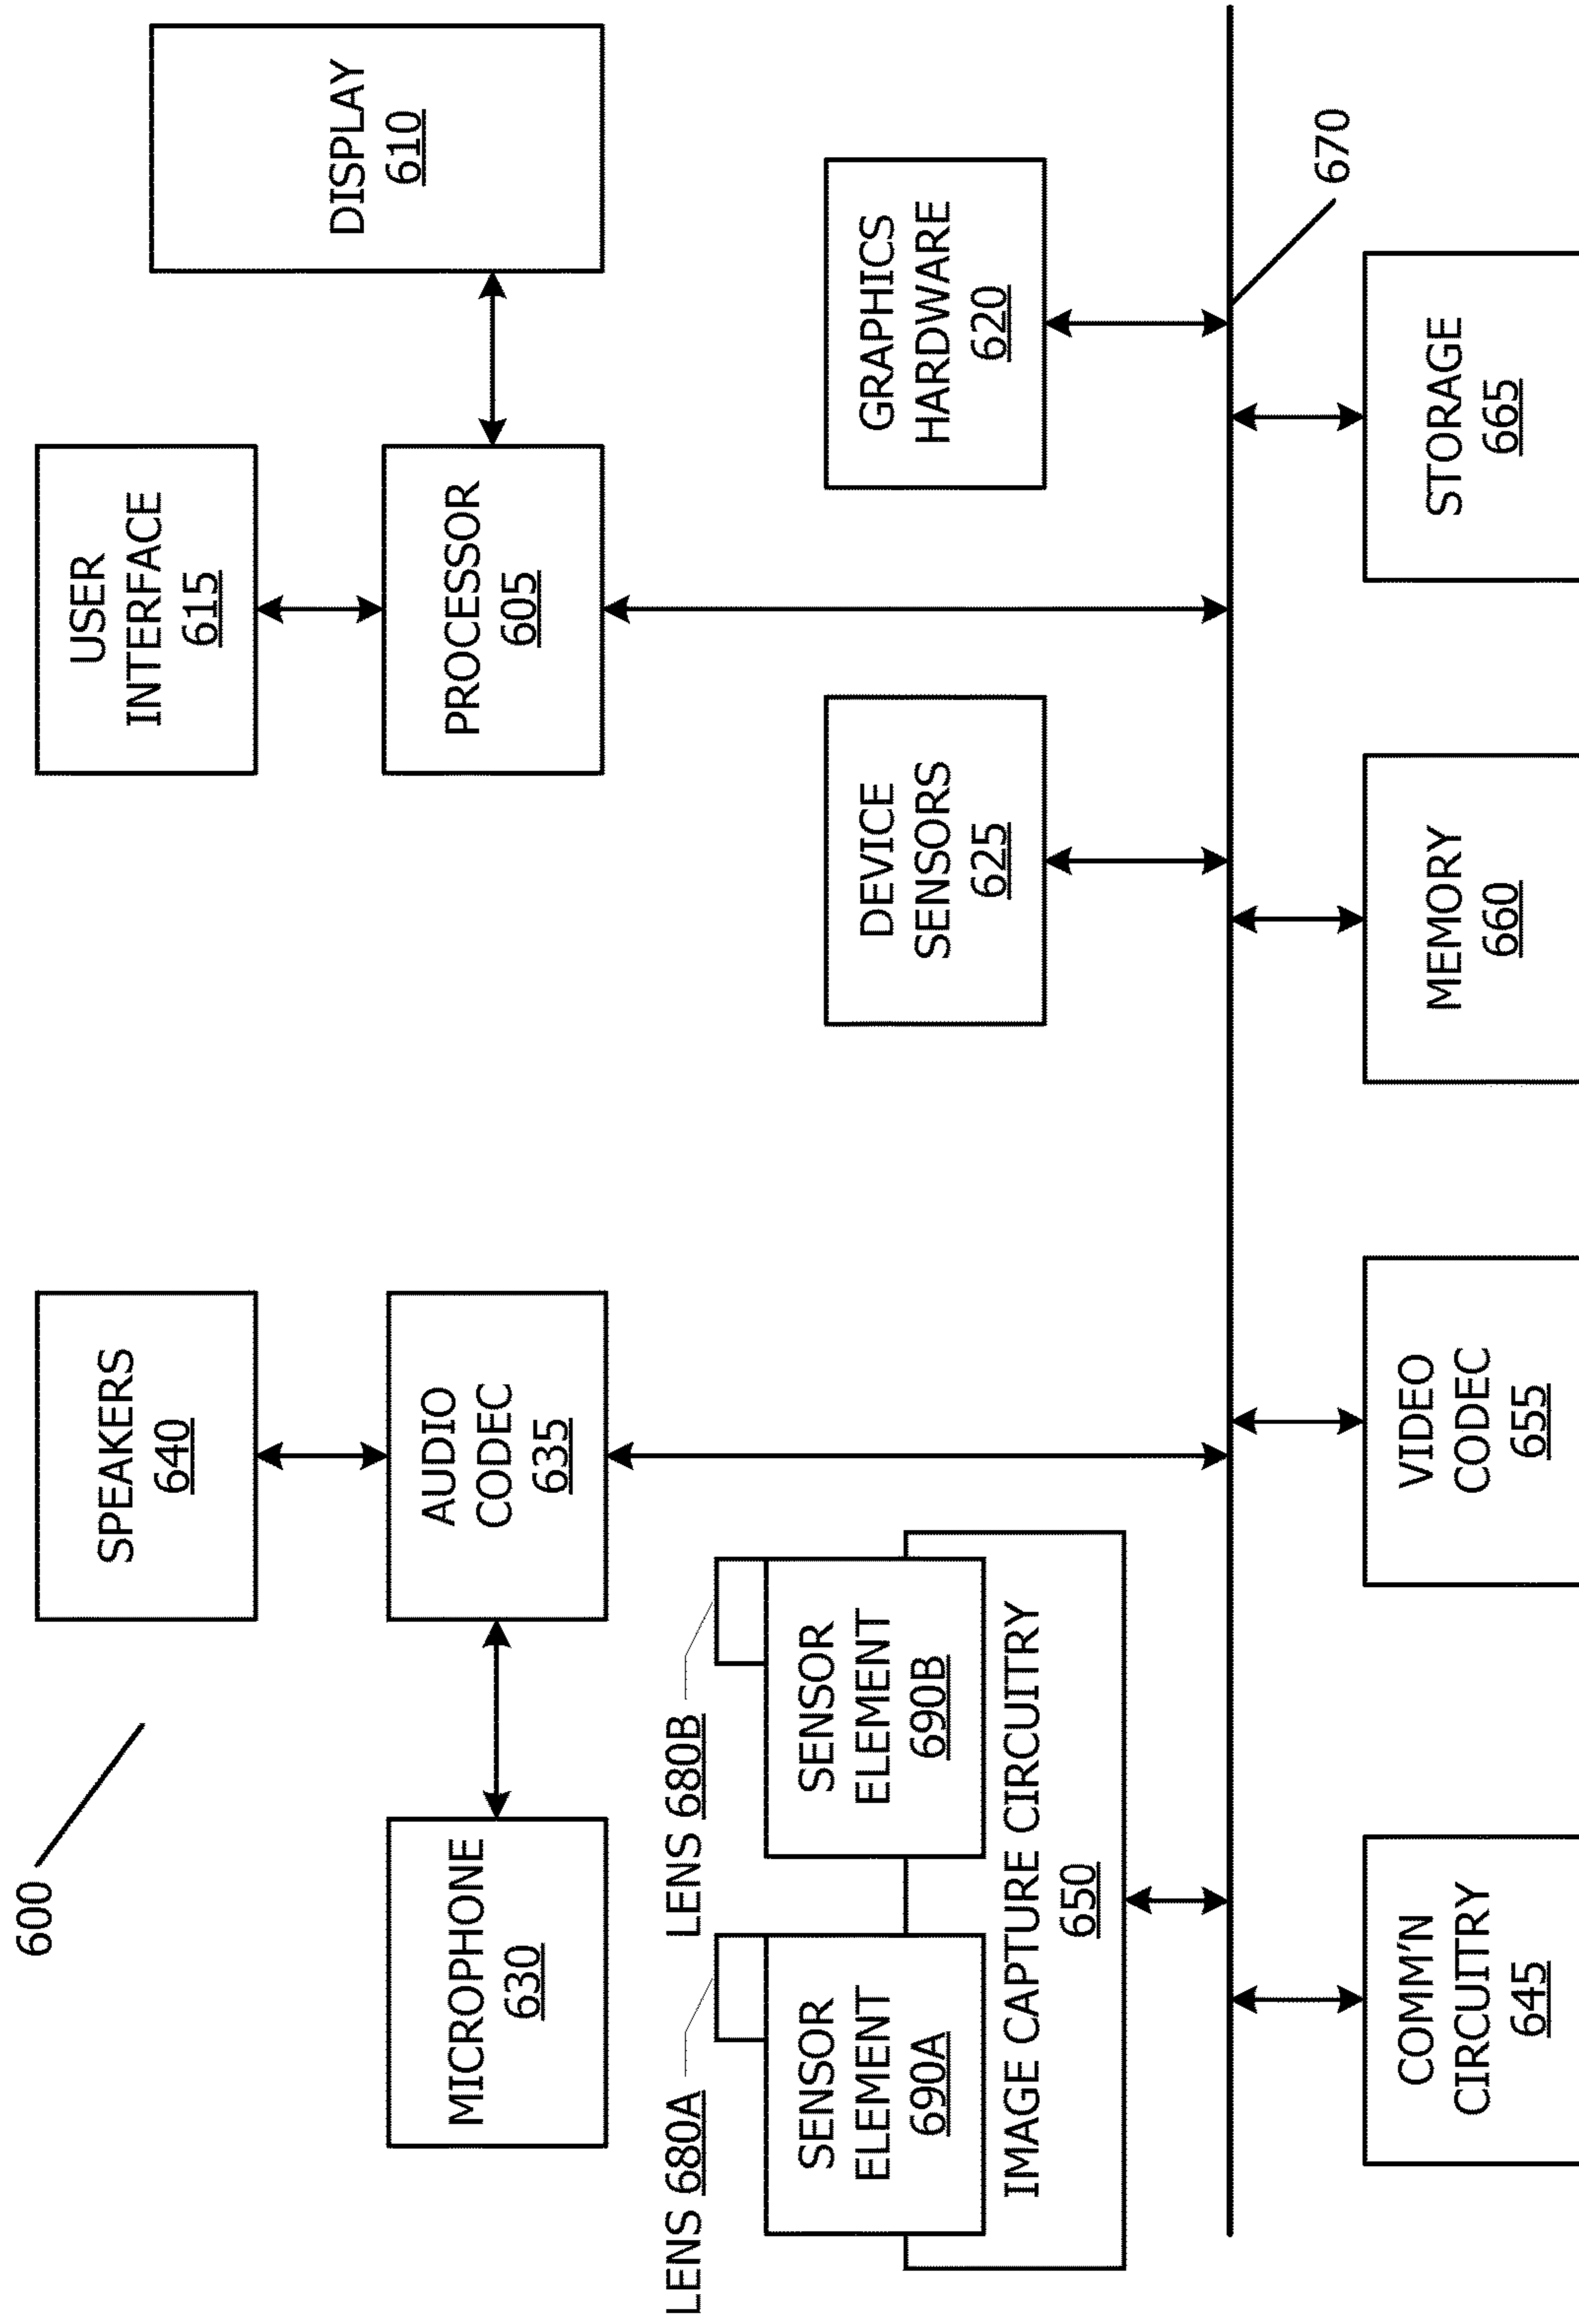 600
SPEAKERS
640
USER
INTERFACE
615
MICROPHONE
630
AUDIO
CODEC
635
PROCESSOR
605
DISPLAY
610
LENS 680A
LENS 680B
SENSOR
ELEMENT
690A
SENSOR
ELEMENT
690B
IMAGE CAPTURE CIRCUITRY
650
DEVICE
SENSORS
625
GRAPHICS
HARDWARE
620
670
COMM'N
CIRCUITRY
645
VIDEO
CODEC
655
MEMORY
660
STORAGE
665